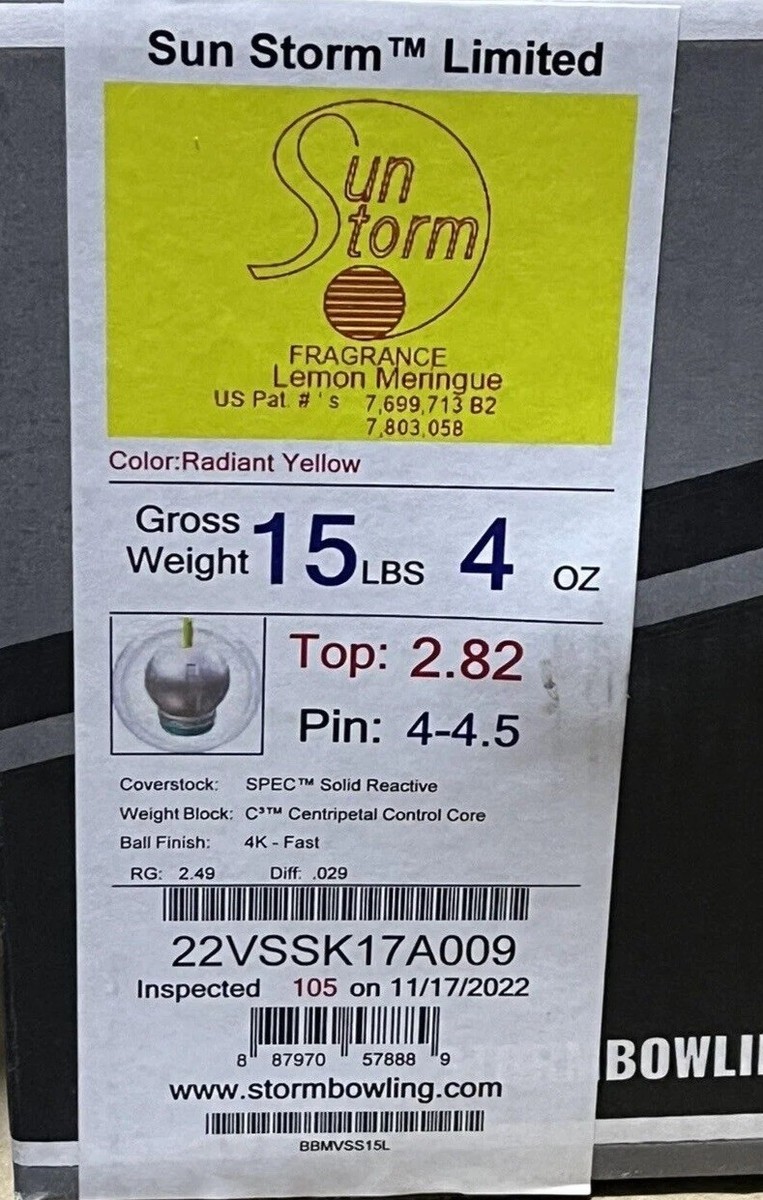 Sun Storm™ Limited
Sun
Storm
FRAGRANCE
Lemon Meringue
US Pat. # ' s 7,699,713 B2
7,803,058
Color:Radiant Yellow
Gross Weight 15 LBS 4 OZ
Top: 2.82
Pin: 4-4.5
Coverstock: SPEC™ Solid Reactive
Weight Block: C³™ Centripetal Control Core
Ball Finish: 4K - Fast
RG: 2.49 Diff: .029
22VSSK17A009
Inspected 105 on 11/17/2022
8 87970 57888 9
www.stormbowling.com
BBMVSS15L
BOWLI